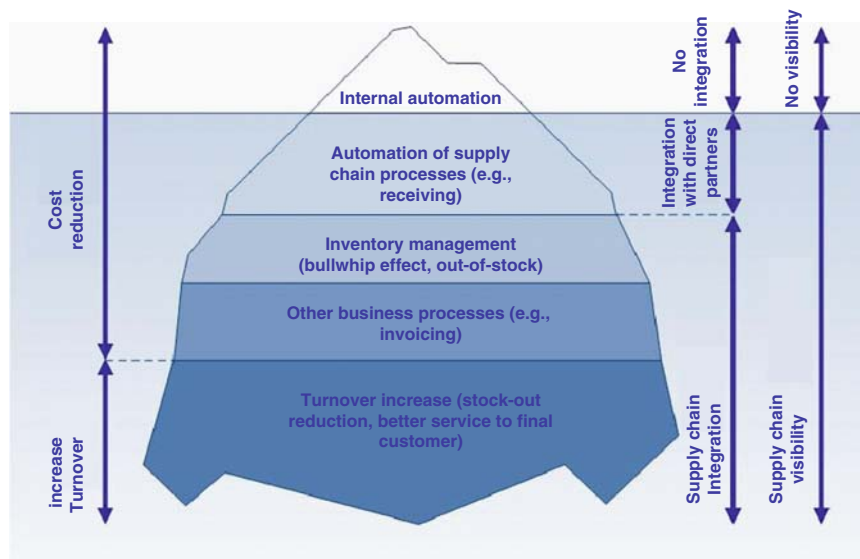 Internal automation
Automation of supply
chain processes (e.g.,
receiving)
Inventory management
(bullwhip effect, out-of-stock)
Other business processes (e.g.,
invoicing)
Turnover increase (stock-out
reduction, better service to final
customer)
Cost
reduction
increase
Turnover
No
integration
Integration
with direct
partners
Supply chain
Integration
No visibility
Supply chain
visibility